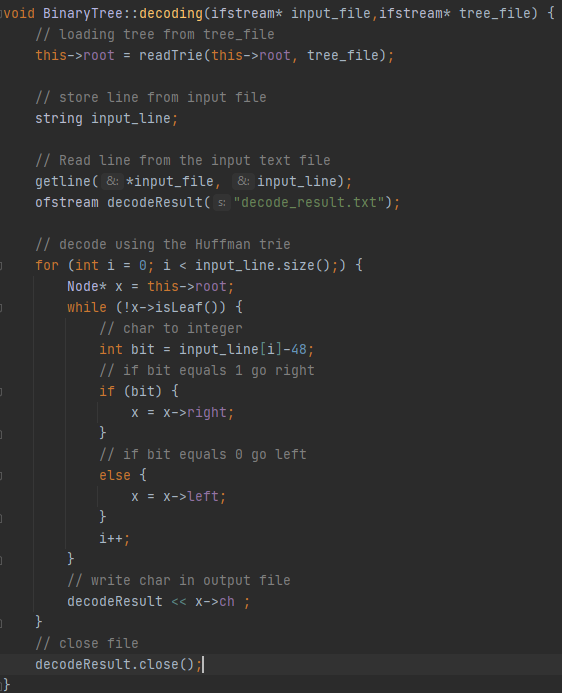 void BinaryTree::decoding(ifstream* input_file,ifstream* tree_file) {
    // loading tree from tree_file
    this->root = readTrie(this->root, tree_file);

    // store line from input file
    string input_line;

    // Read line from the input text file
    getline( &: *input_file, &: input_line);
    ofstream decodeResult( s: "decode_result.txt");

    // decode using the Huffman trie
    for (int i = 0; i < input_line.size();) {
        Node* x = this->root;
        while (!x->isLeaf()) {
            // char to integer
            int bit = input_line[i]-48;
            // if bit equals 1 go right
            if (bit) {
                x = x->right;
            }
            // if bit equals 0 go left
            else {
                x = x->left;
            }
            i++;
        }
        // write char in output file
        decodeResult << x->ch ;
    }
    // close file
    decodeResult.close();
}